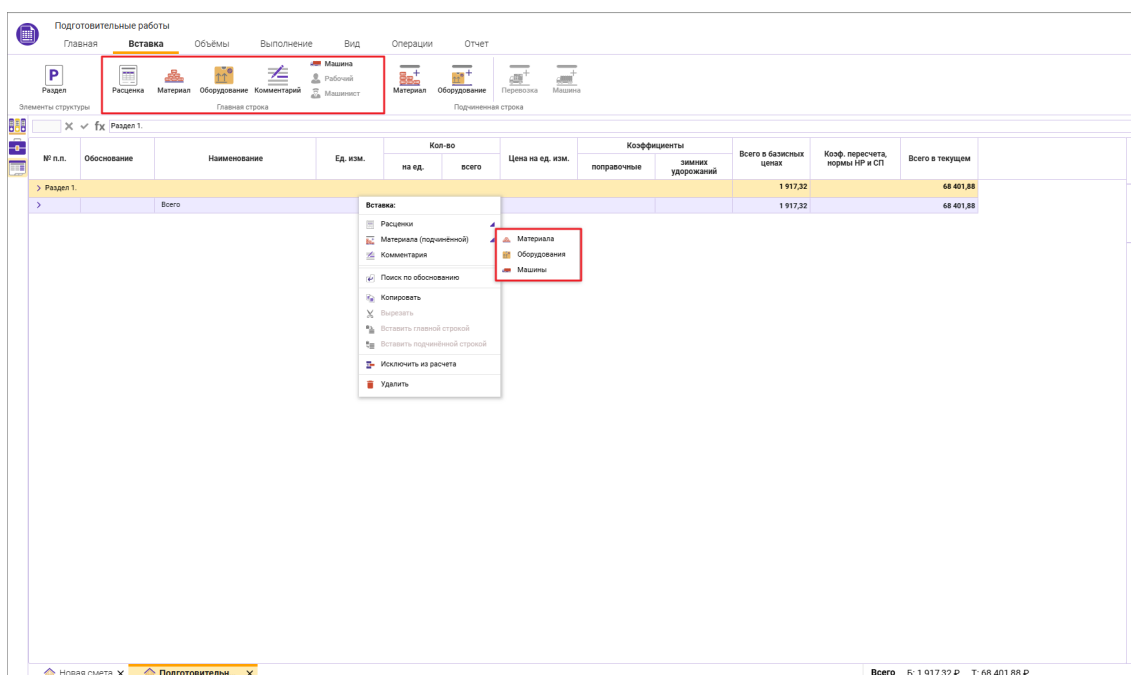 Подготовительные работы
Главная Вставка Объёмы Выполнение Вид Операции Отчет
P
Раздел
Расценка Материал Оборудование Комментарий
Машина
Рабочий
Машинист
Материал Оборудование Перевозка Машина
Элементы структуры Главная строка Подчиненная строка
fx Раздел 1.
№ п.п. Обоснование Наименование Ед. изм. Кол-во на ед. всего Цена на ед. изм. Коэффициенты поправочные зимних удорожаний Всего в базисных ценах Коэф. пересчета, нормы НР и СП Всего в текущем
Раздел 1. 1 917,32 68 401,88
Всего 1 917,32 68 401,88
Вставка:
Расценки
Материала (подчинённой)
Комментария
Поиск по обоснованию
Копировать
Вырезать
Вставить главной строкой
Вставить подчинённой строкой
Исключить из расчета
Удалить
Материала
Оборудования
Машины
Новая смета Подготовительн Всего Б: 1 917,32 ₽ Т: 68 401,88 ₽